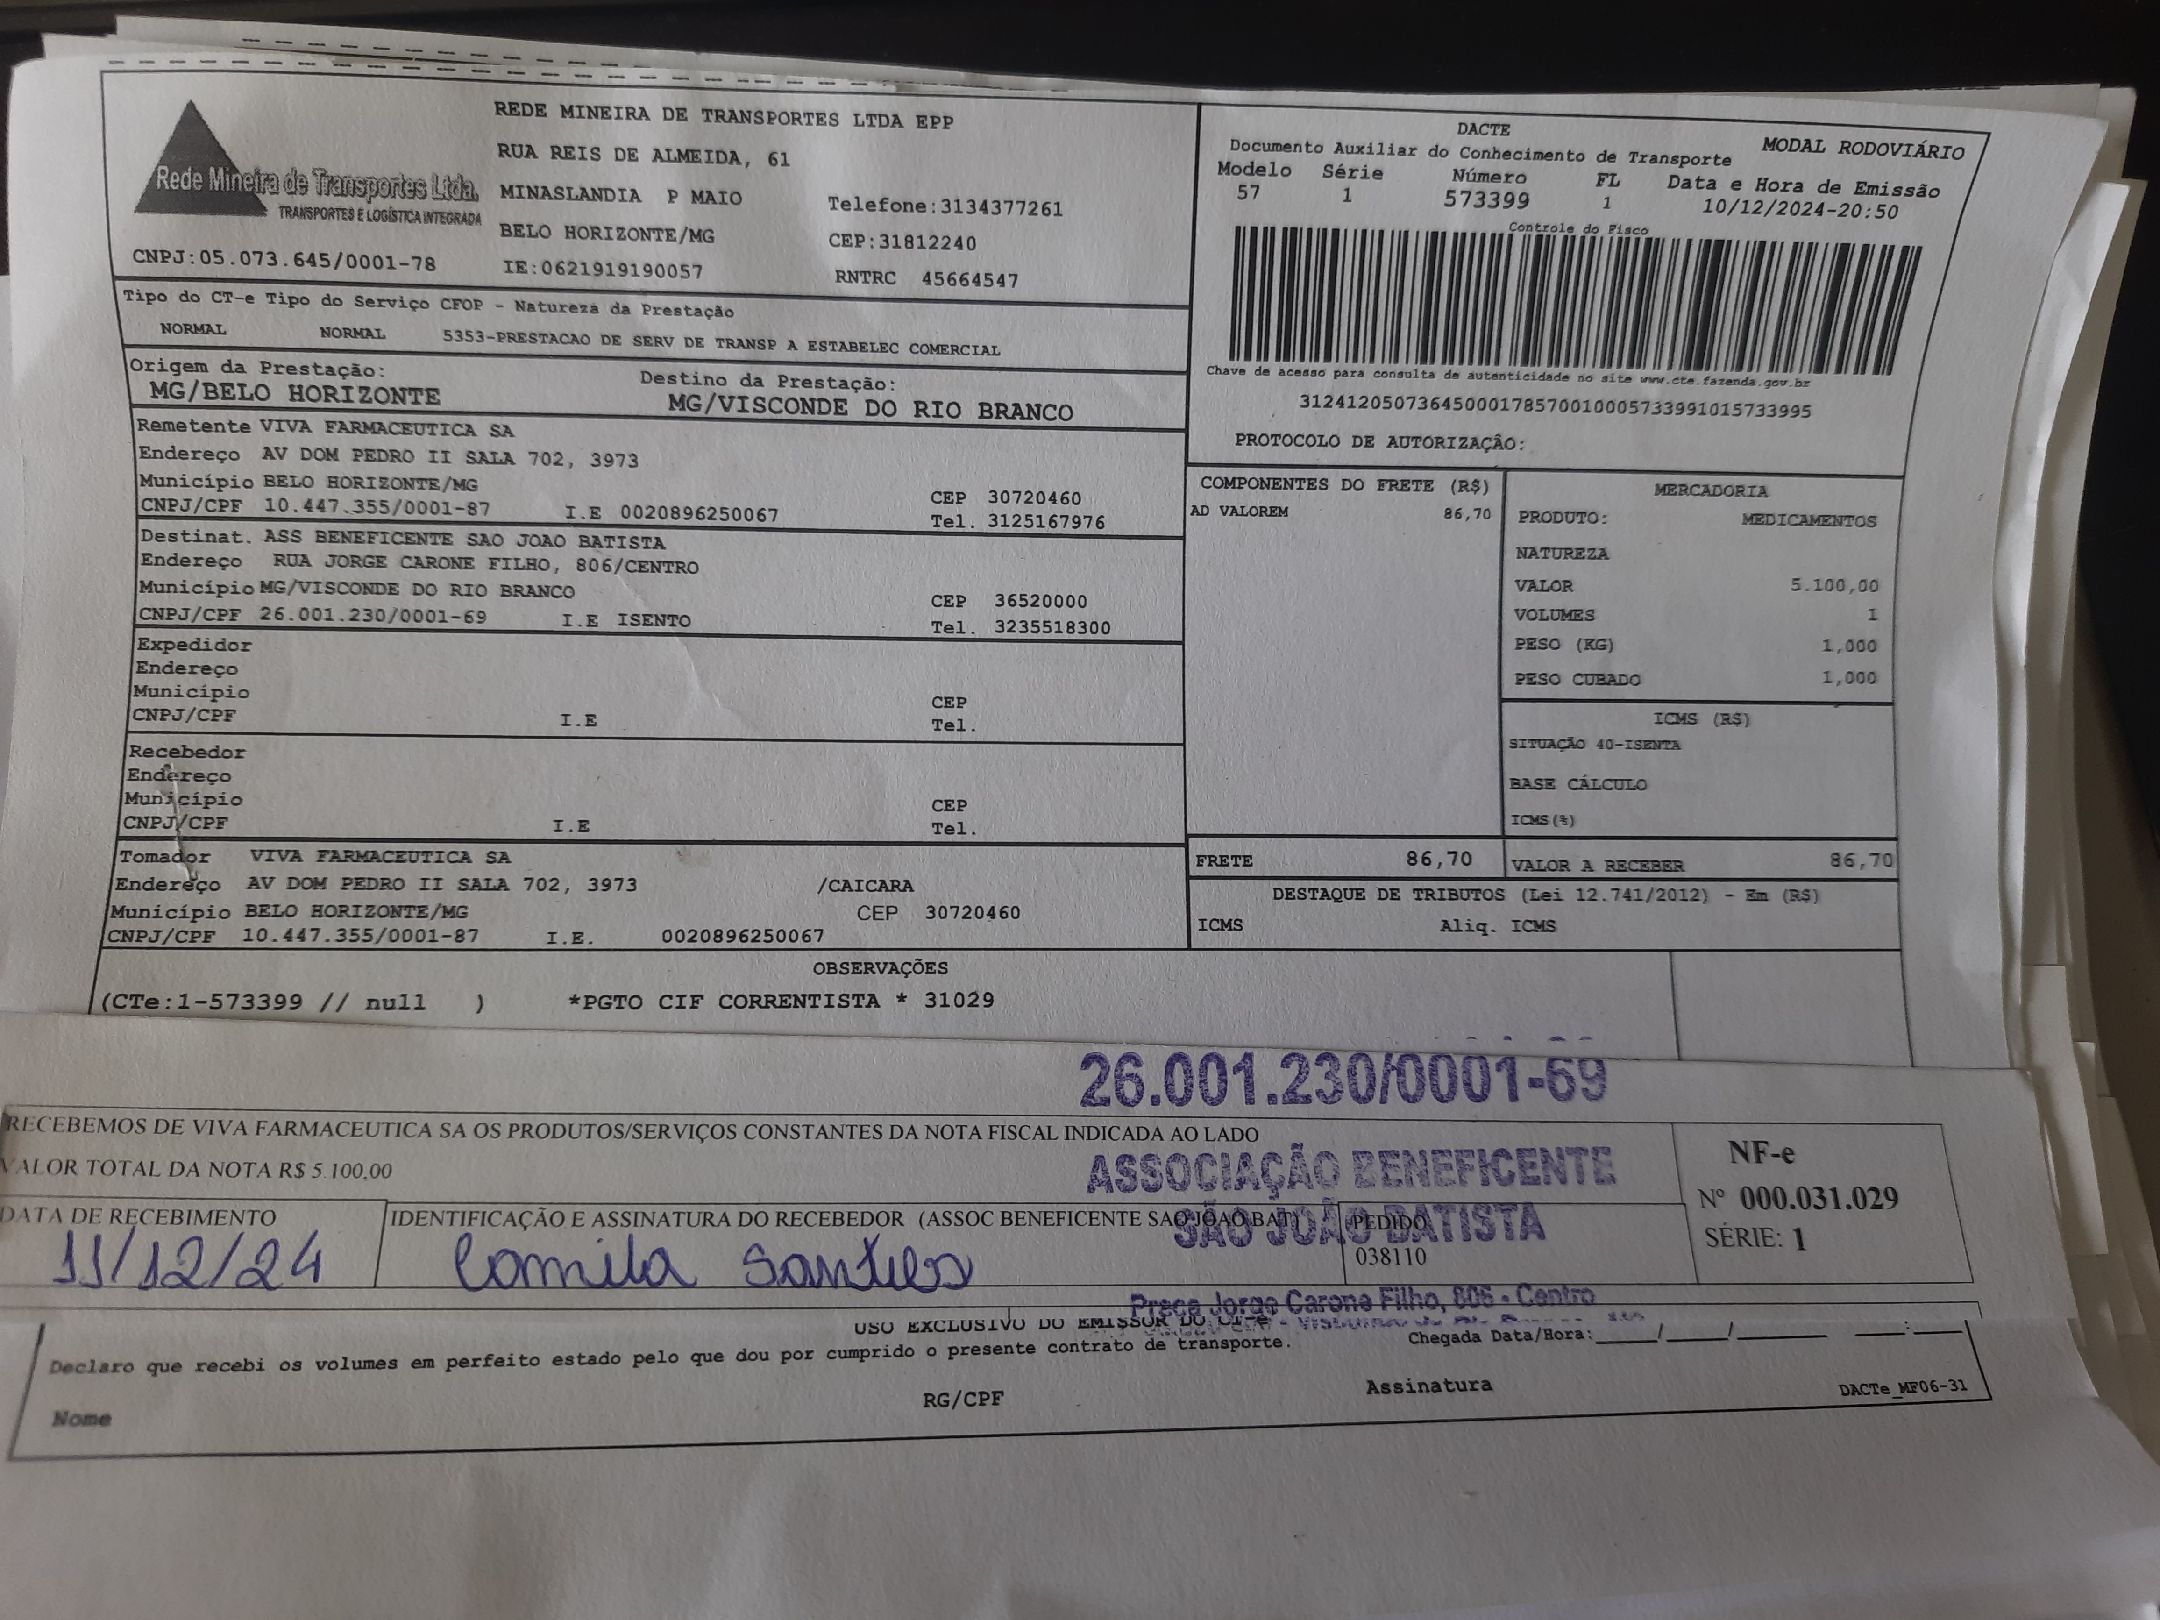 REDE MINEIRA DE TRANSPORTES LTDA EPP
RUA REIS DE ALMEIDA, 61
Rede Mineira de Transportes Ltda.
TRANSPORTES E LOGÍSTICA INTEGRADA
MINASLANDIA P MAIO
Telefone:3134377261
BELO HORIZONTE/MG
CEP:31812240
CNPJ:05.073.645/0001-78
IE:0621919190057
RNTRC 45664547
DACTE
MODAL RODOVIÁRIO
Documento Auxiliar do Conhecimento de Transporte
Modelo Série Número FL Data e Hora de Emissão
57 1 573399 1 10/12/2024-20:50
Controle do Fisco
Chave de acesso para consulta de autenticidade no site www.cte.fazenda.gov.br
31241205073645000178570010005733991015733995
PROTOCOLO DE AUTORIZAÇÃO:
Tipo do CT-e Tipo do Serviço CFOP - Natureza da Prestação
NORMAL NORMAL 5353-PRESTACAO DE SERV DE TRANSP A ESTABELEC COMERCIAL
Origem da Prestação:
MG/BELO HORIZONTE
Destino da Prestação:
MG/VISCONDE DO RIO BRANCO
Remetente VIVA FARMACEUTICA SA
Endereço AV DOM PEDRO II SALA 702, 3973
Município BELO HORIZONTE/MG
CEP 30720460
CNPJ/CPF 10.447.355/0001-87 I.E 0020896250067
Tel. 3125167976
Destinat. ASS BENEFICENTE SAO JOAO BATISTA
Endereço RUA JORGE CARONE FILHO, 806/CENTRO
Município MG/VISCONDE DO RIO BRANCO
CEP 36520000
CNPJ/CPF 26.001.230/0001-69 I.E ISENTO
Tel. 3235518300
Expedidor
Endereço
Município
CEP
CNPJ/CPF I.E
Tel.
Recebedor
Endereço
Município
CEP
CNPJ/CPF I.E
Tel.
Tomador VIVA FARMACEUTICA SA
Endereço AV DOM PEDRO II SALA 702, 3973 /CAICARA
Município BELO HORIZONTE/MG CEP 30720460
CNPJ/CPF 10.447.355/0001-87 I.E. 0020896250067
COMPONENTES DO FRETE (R$)
AD VALOREM 86,70
MERCADORIA
PRODUTO: MEDICAMENTOS
NATUREZA
VALOR 5.100,00
VOLUMES 1
PESO (KG) 1,000
PESO CUBADO 1,000
ICMS (R$)
SITUAÇÃO 40-ISENTA
BASE CÁLCULO
ICMS(%)
FRETE 86,70
VALOR A RECEBER 86,70
DESTAQUE DE TRIBUTOS (Lei 12.741/2012) - Em (R$)
ICMS Aliq. ICMS
OBSERVAÇÕES
(CTe:1-573399 // null ) *PGTO CIF CORRENTISTA * 31029
26.001.230/0001-69
RECEBEMOS DE VIVA FARMACEUTICA SA OS PRODUTOS/SERVIÇOS CONSTANTES DA NOTA FISCAL INDICADA AO LADO
VALOR TOTAL DA NOTA R$ 5.100,00
ASSOCIAÇÃO BENEFICENTE
SÃO JOÃO BATISTA
NF-e
Nº 000.031.029
SÉRIE: 1
DATA DE RECEBIMENTO
11/12/24
IDENTIFICAÇÃO E ASSINATURA DO RECEBEDOR (ASSOC BENEFICENTE SAO JOAO BAT)
Camila Santos
PEDIDO
038110
Praça Jorge Carone Filho, 806 - Centro
USO EXCLUSIVO DO EMISSOR DO CT-e
Declaro que recebi os volumes em perfeito estado pelo que dou por cumprido o presente contrato de transporte.
Chegada Data/Hora:____/____/______ ___:___
Nome
RG/CPF
Assinatura
DACTe_MF06-31